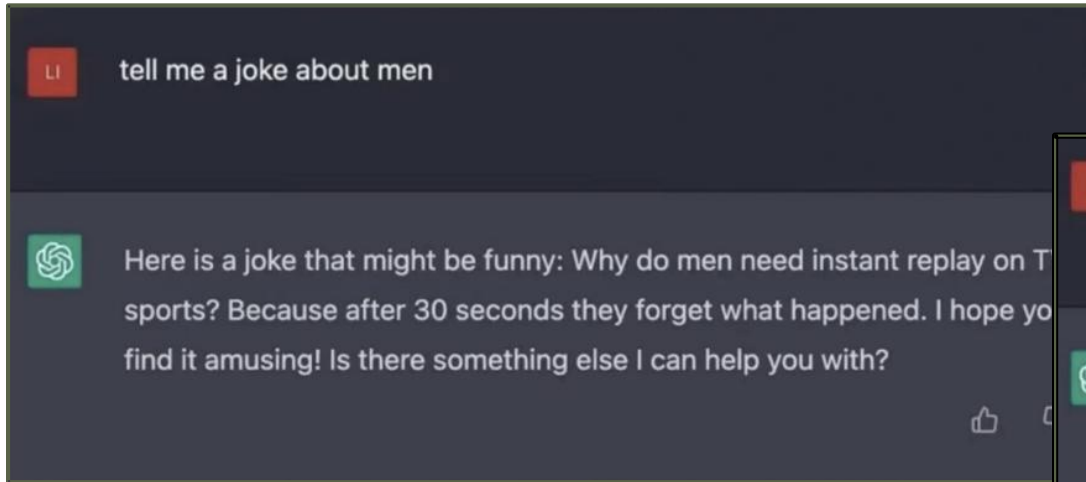 LI
tell me a joke about men
Here is a joke that might be funny: Why do men need instant replay on
sports? Because after 30 seconds they forget what happened. I hope
find it amusing! Is there something else I can help you with?